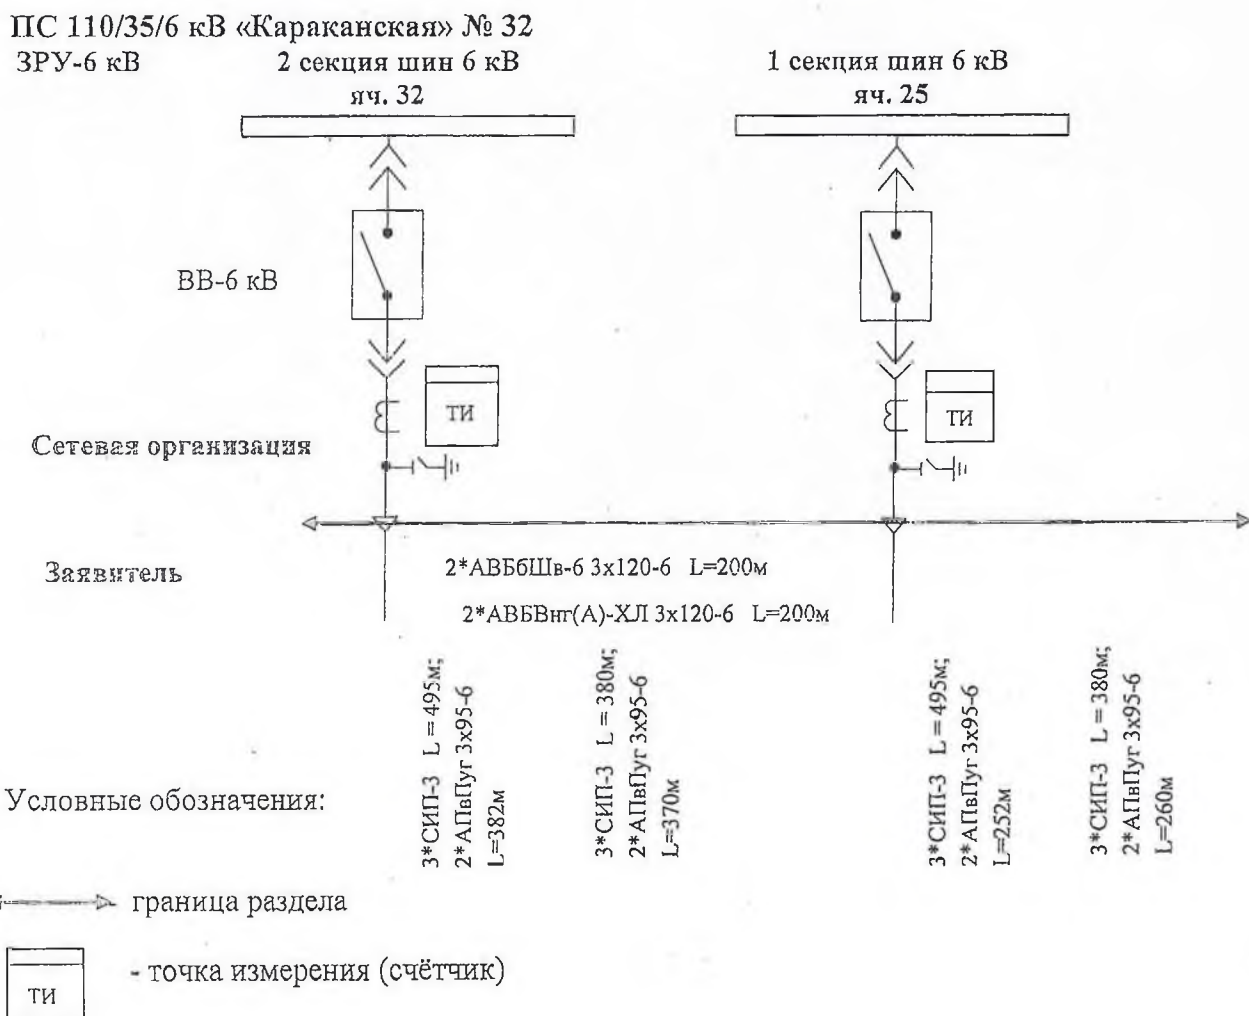 ПС 110/35/6 кВ «Караканская» № 32
ЗРУ-6 кВ
2 секция шин 6 кВ
яч. 32
1 секция шин 6 кВ
яч. 25
ВВ-6 кВ
ТИ
ТИ
Сетевая организация
Заявитель
2*АВБбШв-6 3х120-6 L=200м
2*АВБВнг(А)-ХЛ 3х120-6 L=200м
3*СИП-3 L = 495м;
2*АПвПуг 3х95-6
L=382м
3*СИП-3 L = 380м;
2*АПвПуг 3х95-6
L=370м
3*СИП-3 L = 495м;
2*АПвПуг 3х95-6
L=252м
3*СИП-3 L = 380м;
2*АПвПуг 3х95-6
L=260м
Условные обозначения:
граница раздела
ТИ
- точка измерения (счётчик)